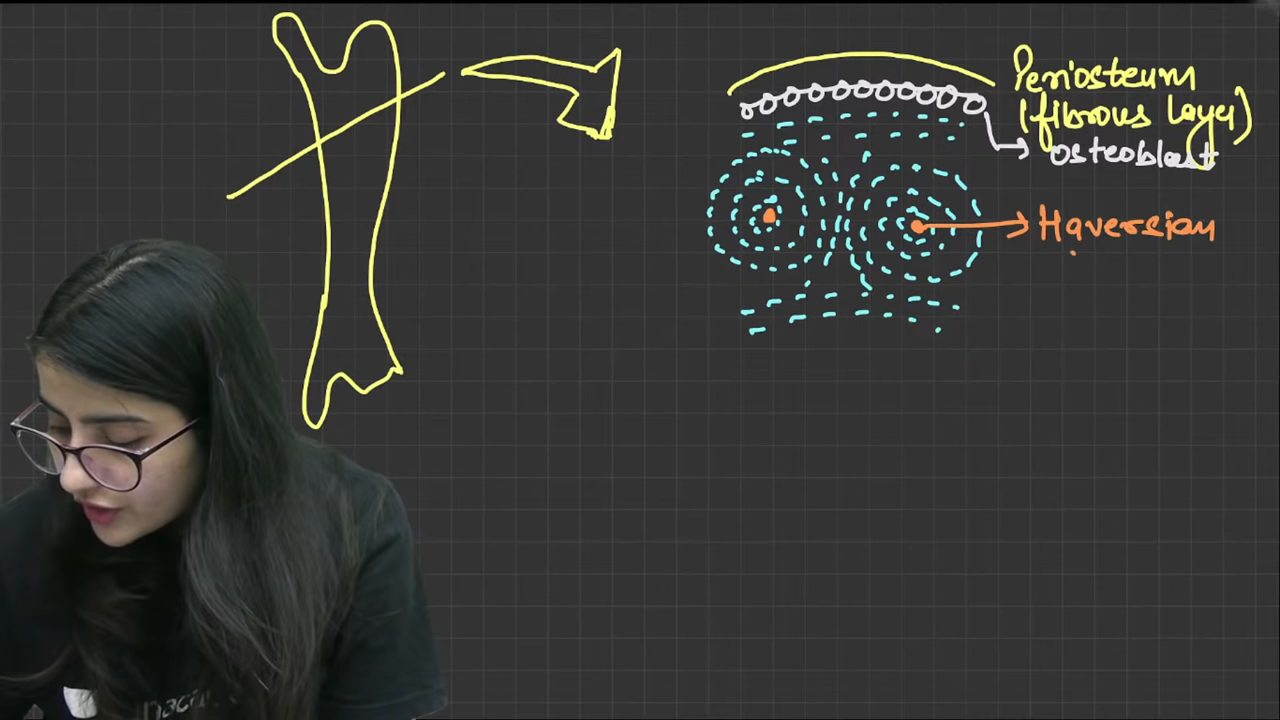 Periosteum
(fibrous layer)
osteoblast
Haversian